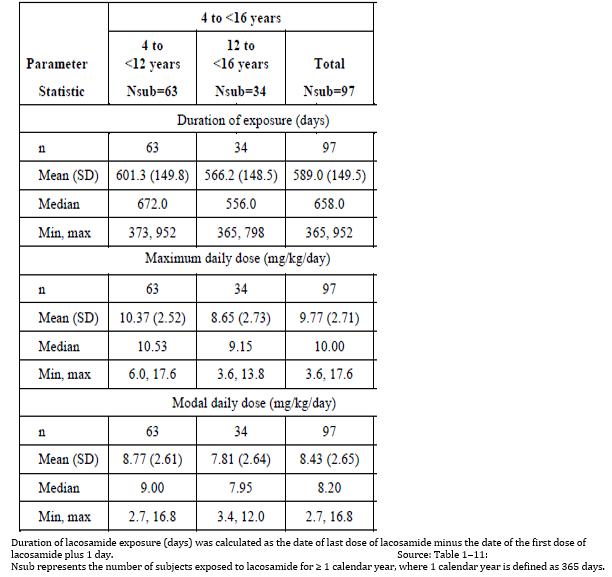 4 to <16 years
Parameter
Statistic
4 to
<12 years
Nsub=63
12 to
<16 years
Nsub=34
Total
Nsub=97
Duration of exposure (days)
n 63 34 97
Mean (SD) 601.3 (149.8) 566.2 (148.5) 589.0 (149.5)
Median 672.0 556.0 658.0
Min, max 373, 952 365, 798 365, 952
Maximum daily dose (mg/kg/day)
n 63 34 97
Mean (SD) 10.37 (2.52) 8.65 (2.73) 9.77 (2.71)
Median 10.53 9.15 10.00
Min, max 6.0, 17.6 3.6, 13.8 3.6, 17.6
Modal daily dose (mg/kg/day)
n 63 34 97
Mean (SD) 8.77 (2.61) 7.81 (2.64) 8.43 (2.65)
Median 9.00 7.95 8.20
Min, max 2.7, 16.8 3.4, 12.0 2.7, 16.8
Duration of lacosamide exposure (days) was calculated as the date of last dose of lacosamide minus the date of the first dose of
lacosamide plus 1 day. Source: Table 1–11:
Nsub represents the number of subjects exposed to lacosamide for ≥ 1 calendar year, where 1 calendar year is defined as 365 days.